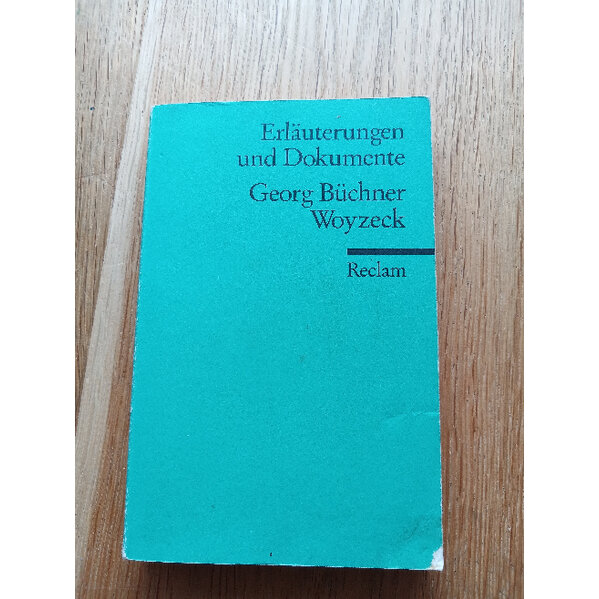 Erläuterungen
und Dokumente
Georg Büchner
Woyzeck
Reclam